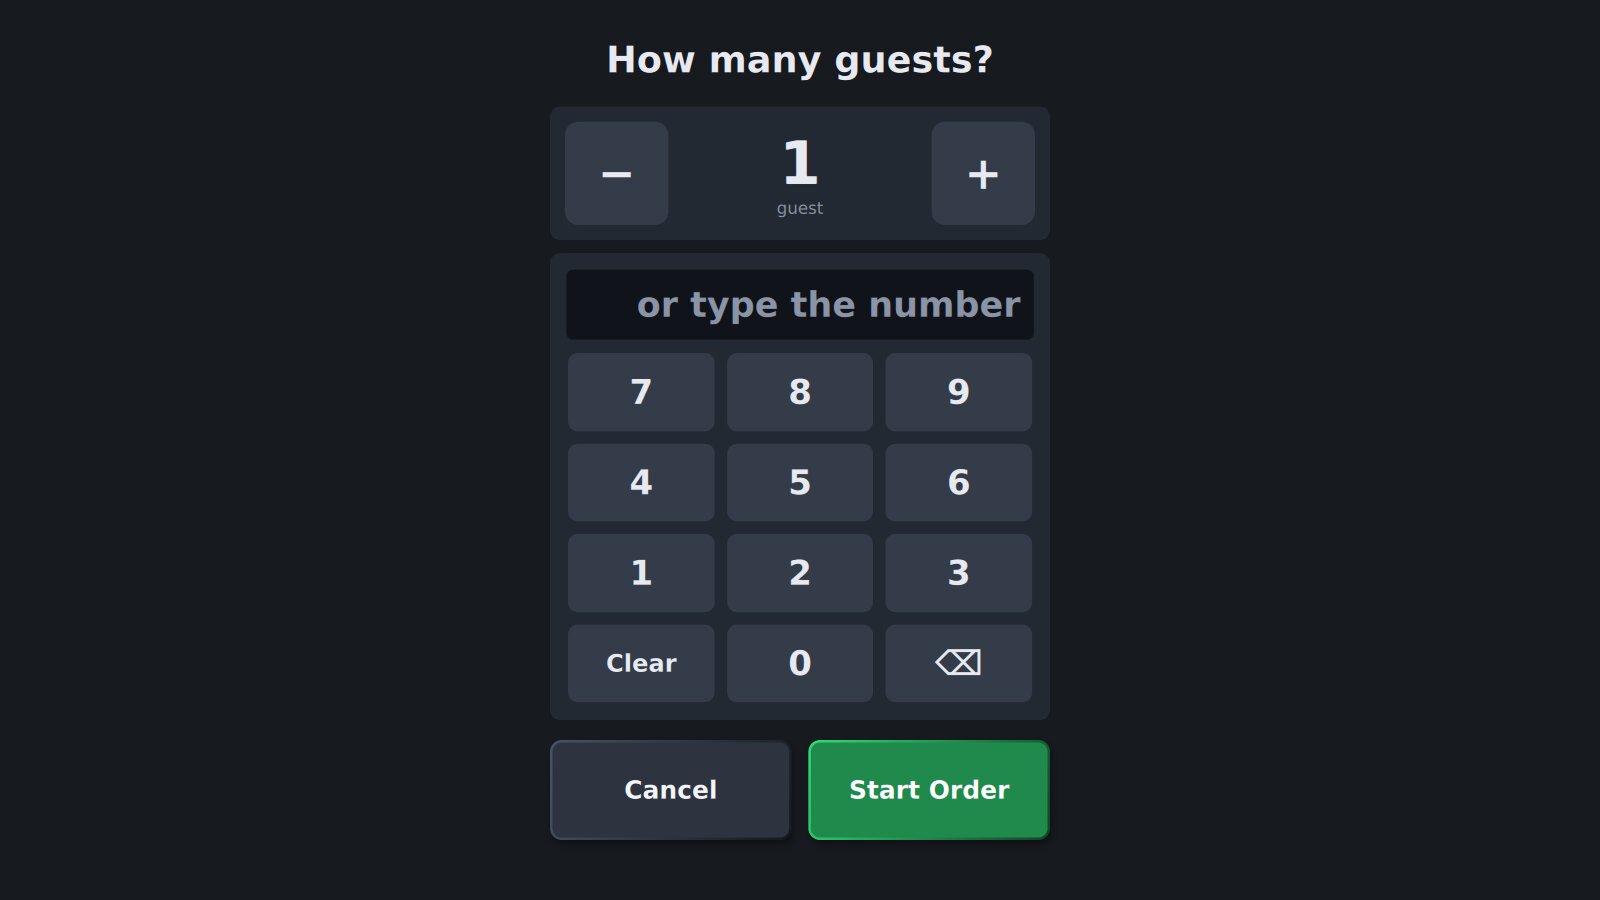 How many guests?
− 1 +
guest
or type the number
7 8 9
4 5 6
1 2 3
Clear 0 ⌫
Cancel Start Order